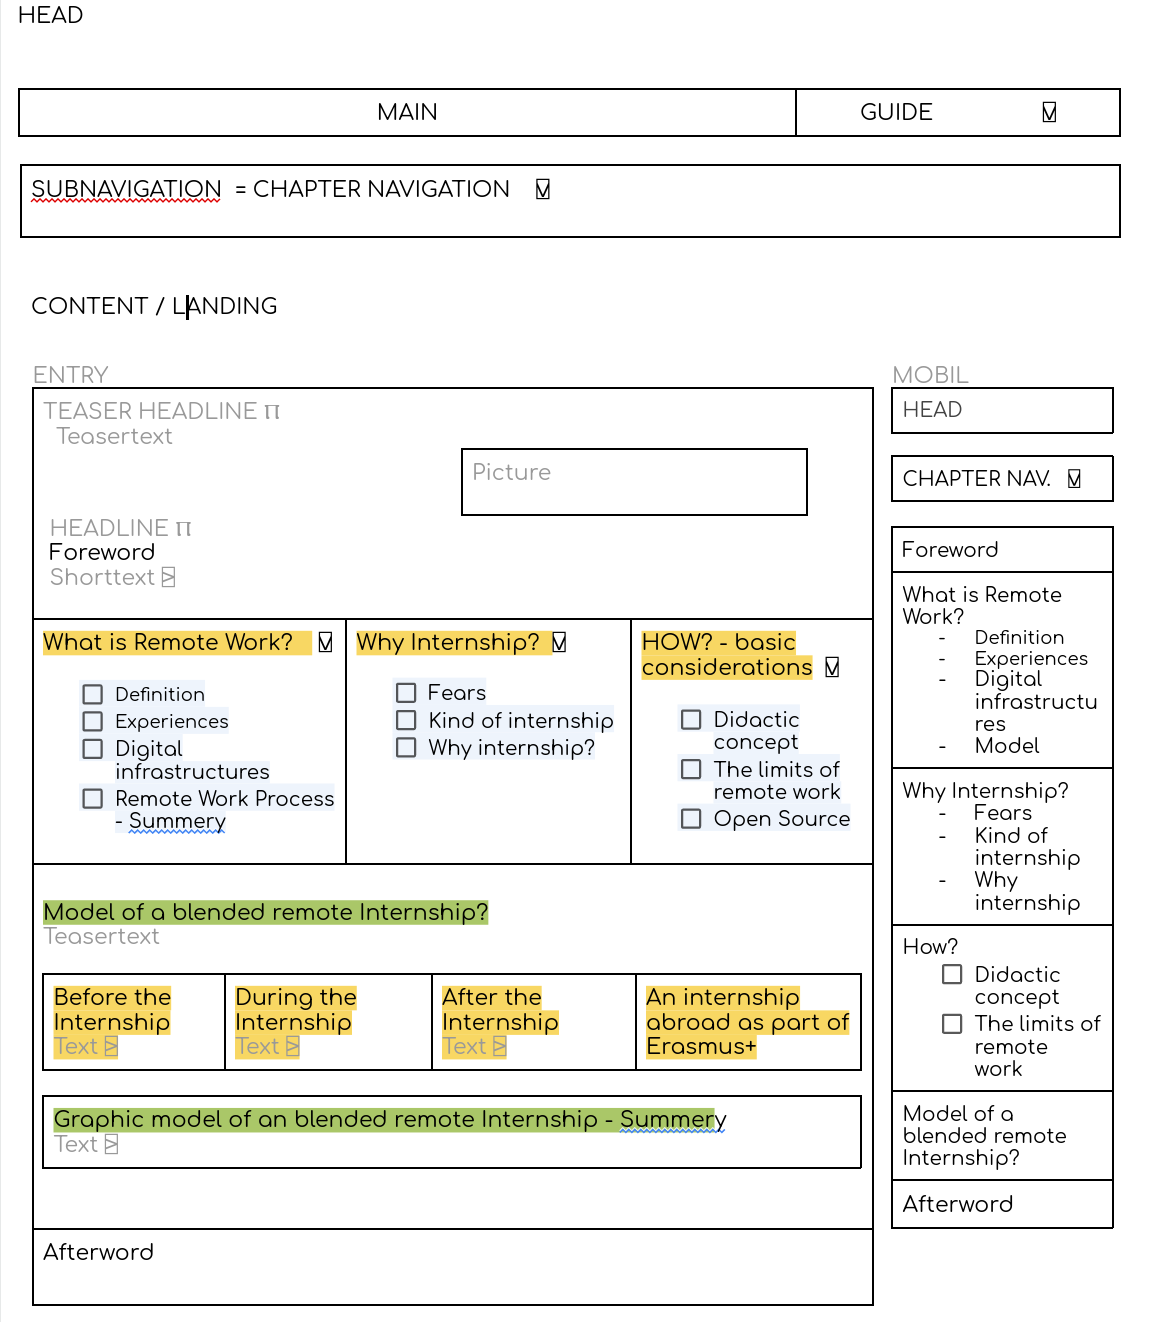 HEAD
MAIN
GUIDE V
SUBNAVIGATION = CHAPTER NAVIGATION V
CONTENT / LANDING
ENTRY
TEASER HEADLINE π
Teasertext
Picture
HEADLINE π
Foreword
Shorttext >
What is Remote Work? V
Definition
Experiences
Digital
infrastructures
Remote Work Process
- Summery
Why Internship? V
Fears
Kind of internship
Why internship?
HOW? - basic
considerations V
Didactic
concept
The limits of
remote work
Open Source
Model of a blended remote Internship?
Teasertext
Before the
Internship
Text >
During the
Internship
Text >
After the
Internship
Text >
An internship
abroad as part of
Erasmus+
Graphic model of an blended remote Internship - Summery
Text >
Afterword
MOBIL
HEAD
CHAPTER NAV. V
Foreword
What is Remote
Work?
- Definition
- Experiences
- Digital
infrastructu
res
- Model
Why Internship?
- Fears
- Kind of
internship
- Why
internship
How?
Didactic
concept
The limits of
remote
work
Model of a
blended remote
Internship?
Afterword